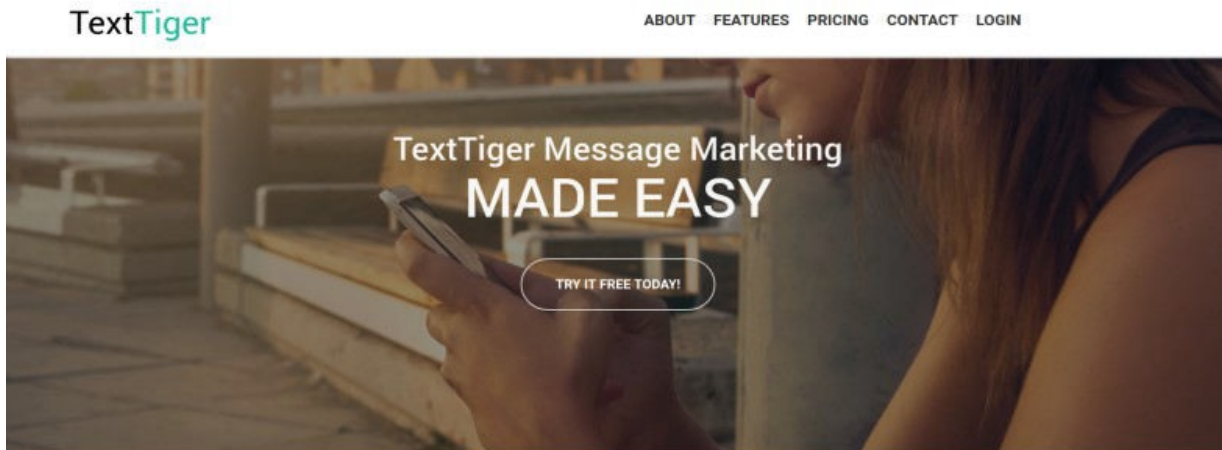 TextTiger
ABOUT FEATURES PRICING CONTACT LOGIN
TextTiger Message Marketing
MADE EASY
TRY IT FREE TODAY!